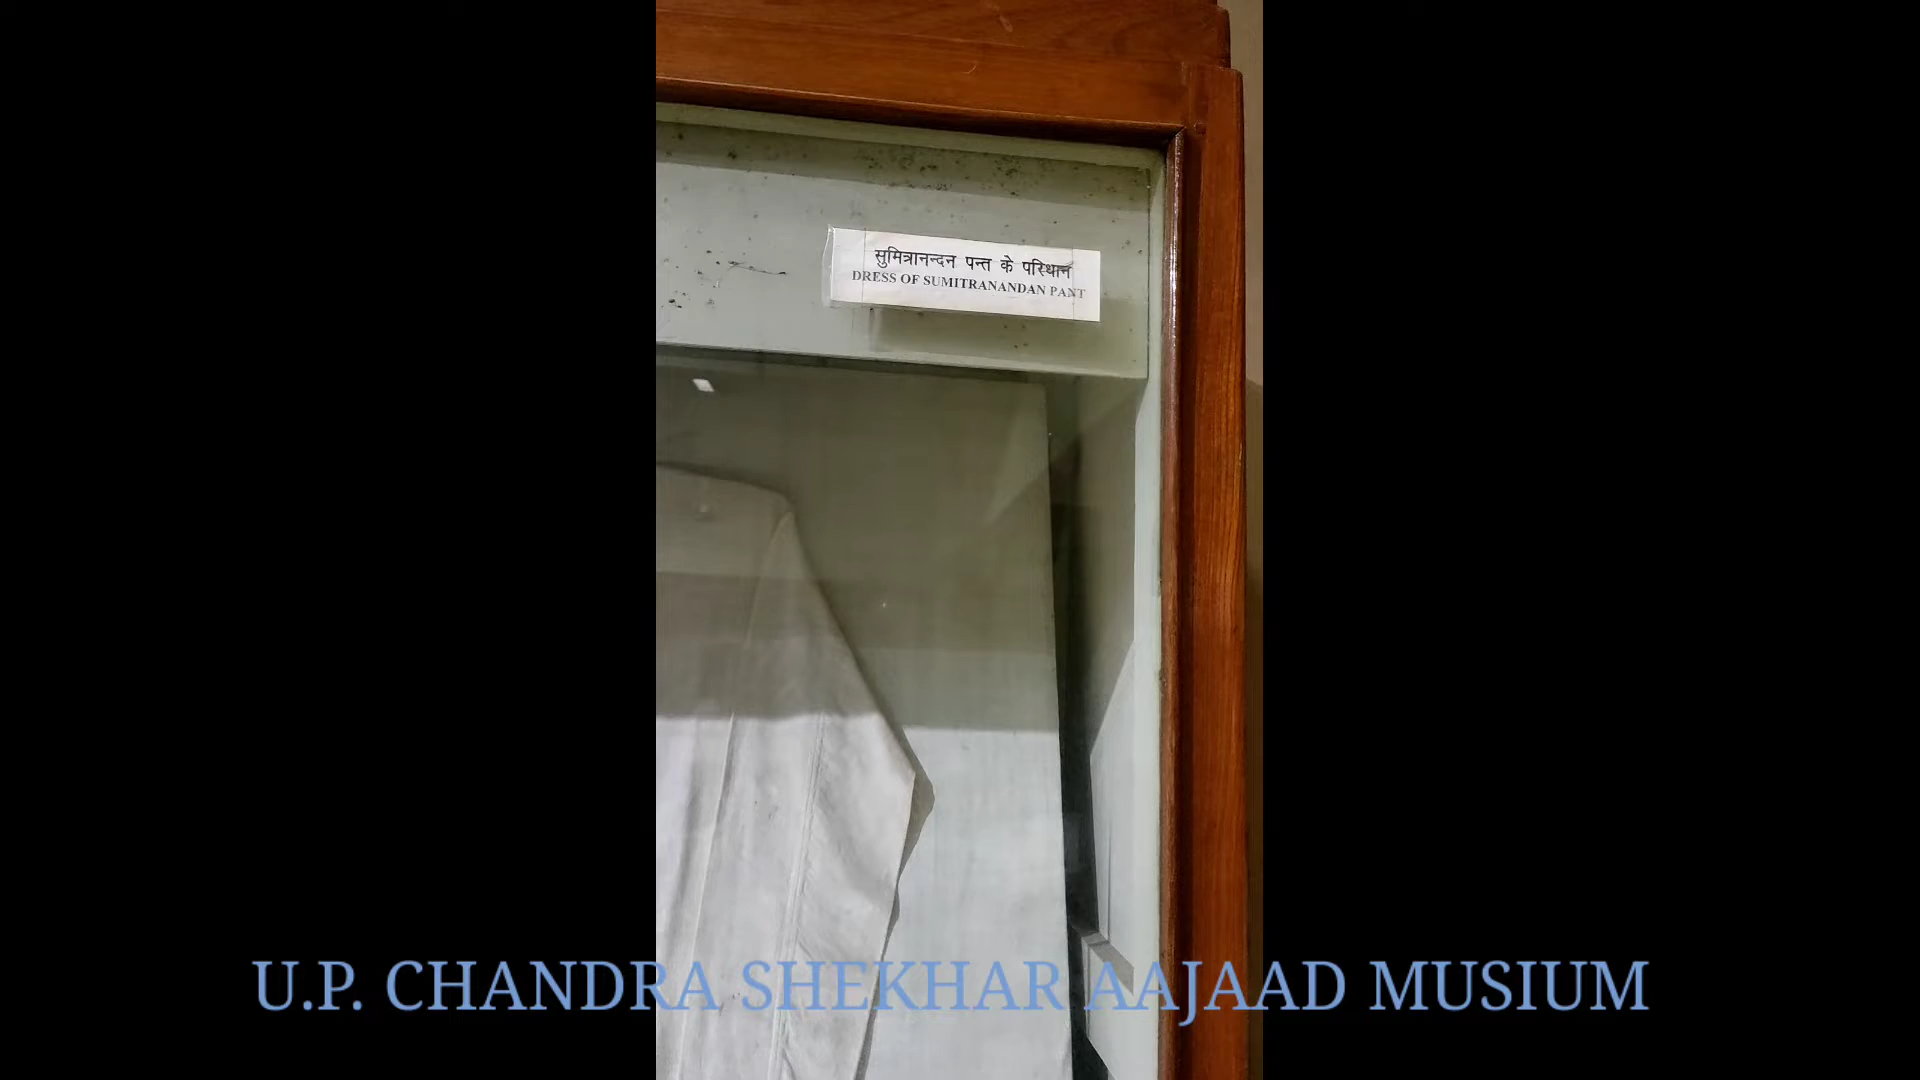 सुमित्रानन्दन पन्त के परिधान
DRESS OF SUMITRANANDAN PANT
U.P. CHANDRA SHEKHAR AAJAAD MUSIUM